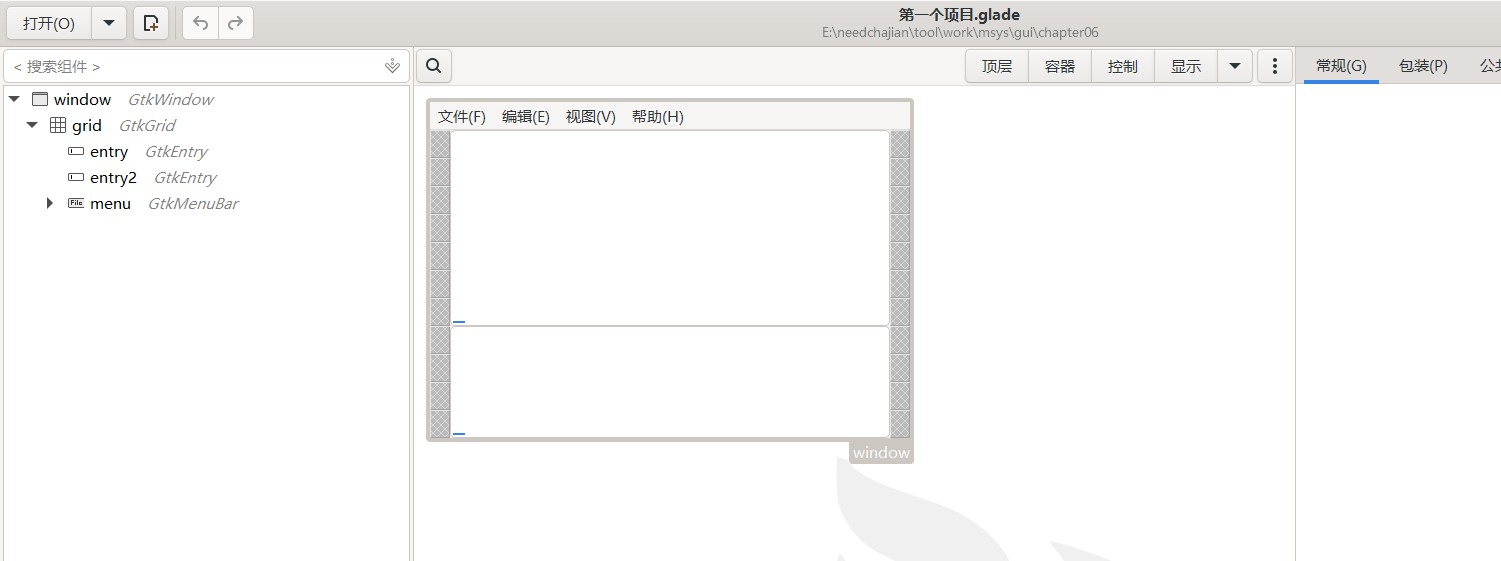 打开(O)
第一个项目.glade
E:\needchajian\tool\work\msys\gui\chapter06
< 搜索组件 >
顶层 容器 控制 显示
常规(G) 包装(P) 公
window GtkWindow
grid GtkGrid
entry GtkEntry
entry2 GtkEntry
File menu GtkMenuBar
文件(F) 编辑(E) 视图(V) 帮助(H)
window